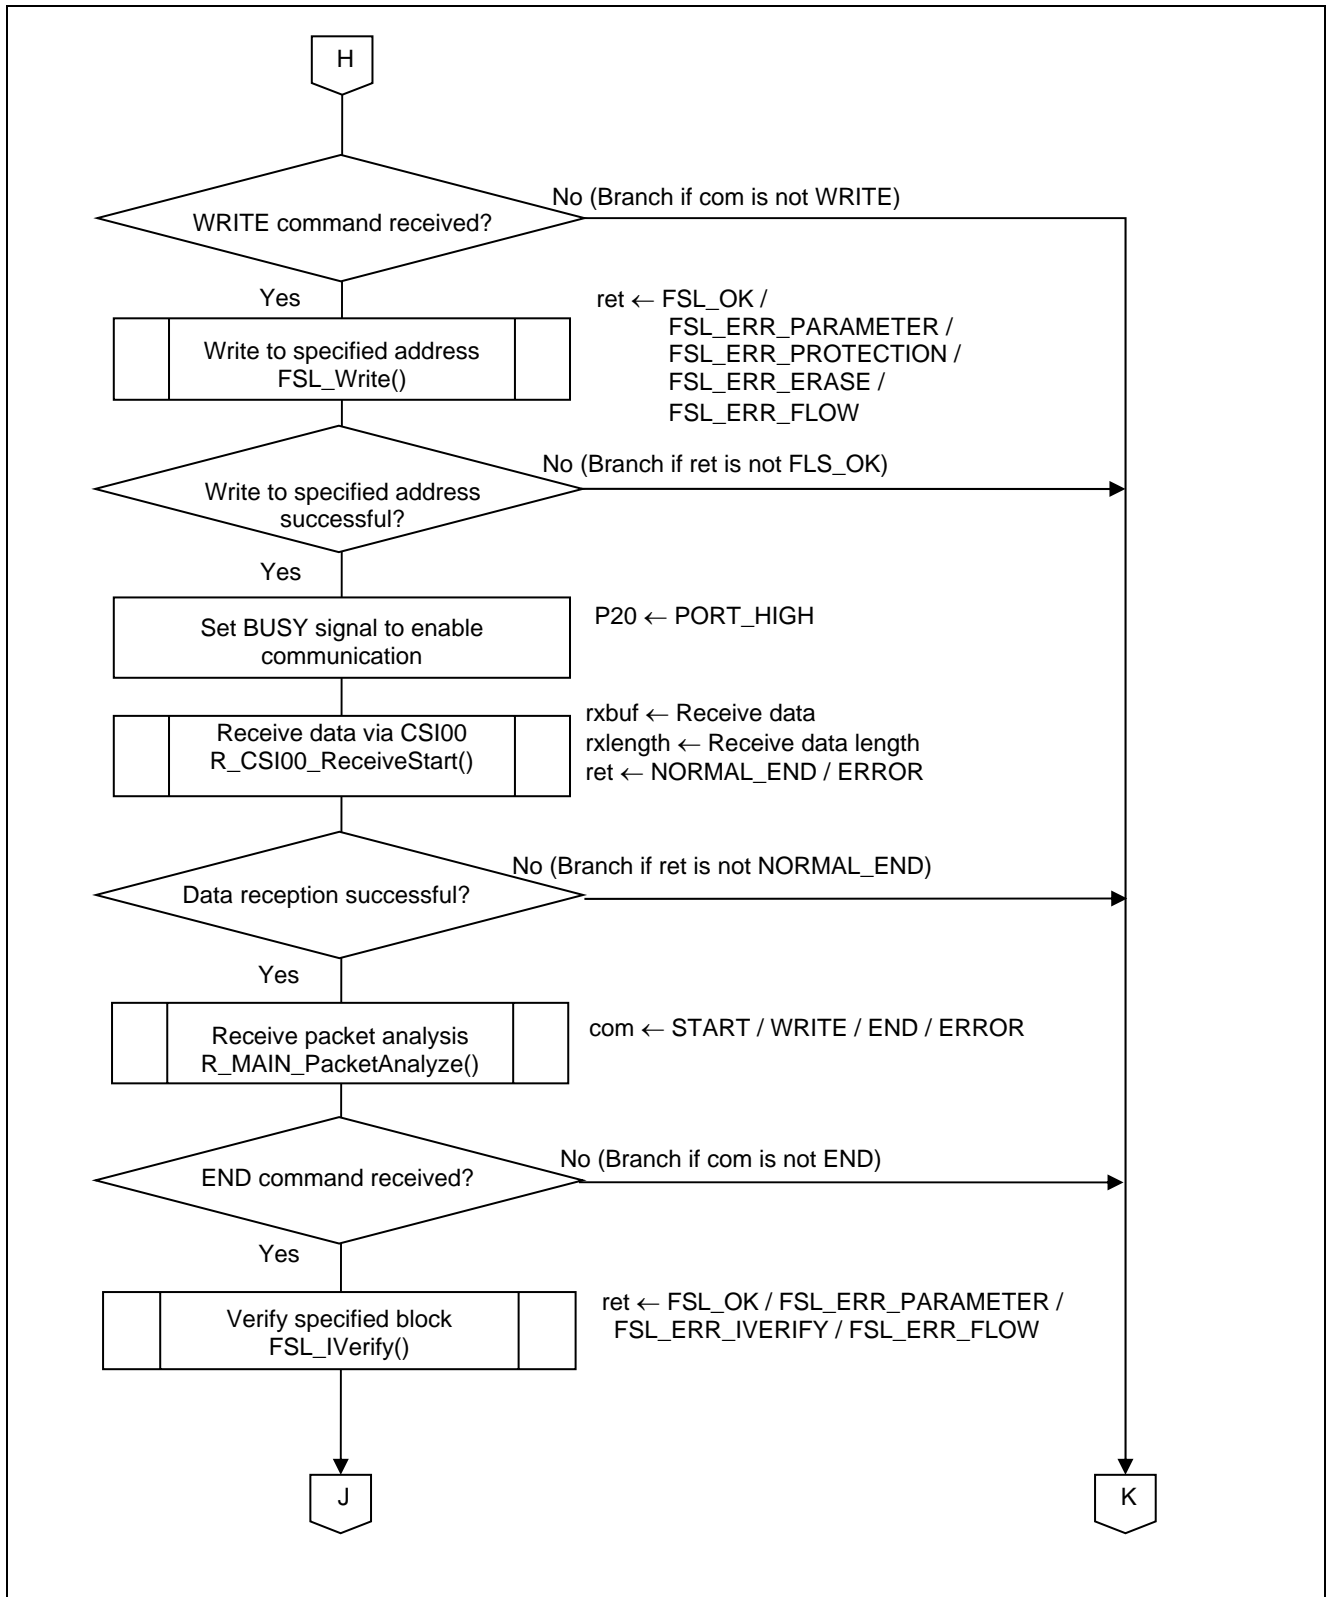 H
No (Branch if com is not WRITE)
WRITE command received?
Yes
ret ← FSL_OK /
FSL_ERR_PARAMETER /
FSL_ERR_PROTECTION /
FSL_ERR_ERASE /
FSL_ERR_FLOW
Write to specified address
FSL_Write()
No (Branch if ret is not FLS_OK)
Write to specified address
successful?
Yes
Set BUSY signal to enable
communication
P20 ← PORT_HIGH
Receive data via CSI00
R_CSI00_ReceiveStart()
rxbuf ← Receive data
rxlength ← Receive data length
ret ← NORMAL_END / ERROR
No (Branch if ret is not NORMAL_END)
Data reception successful?
Yes
Receive packet analysis
R_MAIN_PacketAnalyze()
com ← START / WRITE / END / ERROR
No (Branch if com is not END)
END command received?
Yes
Verify specified block
FSL_IVerify()
ret ← FSL_OK / FSL_ERR_PARAMETER /
FSL_ERR_IVERIFY / FSL_ERR_FLOW
J
K